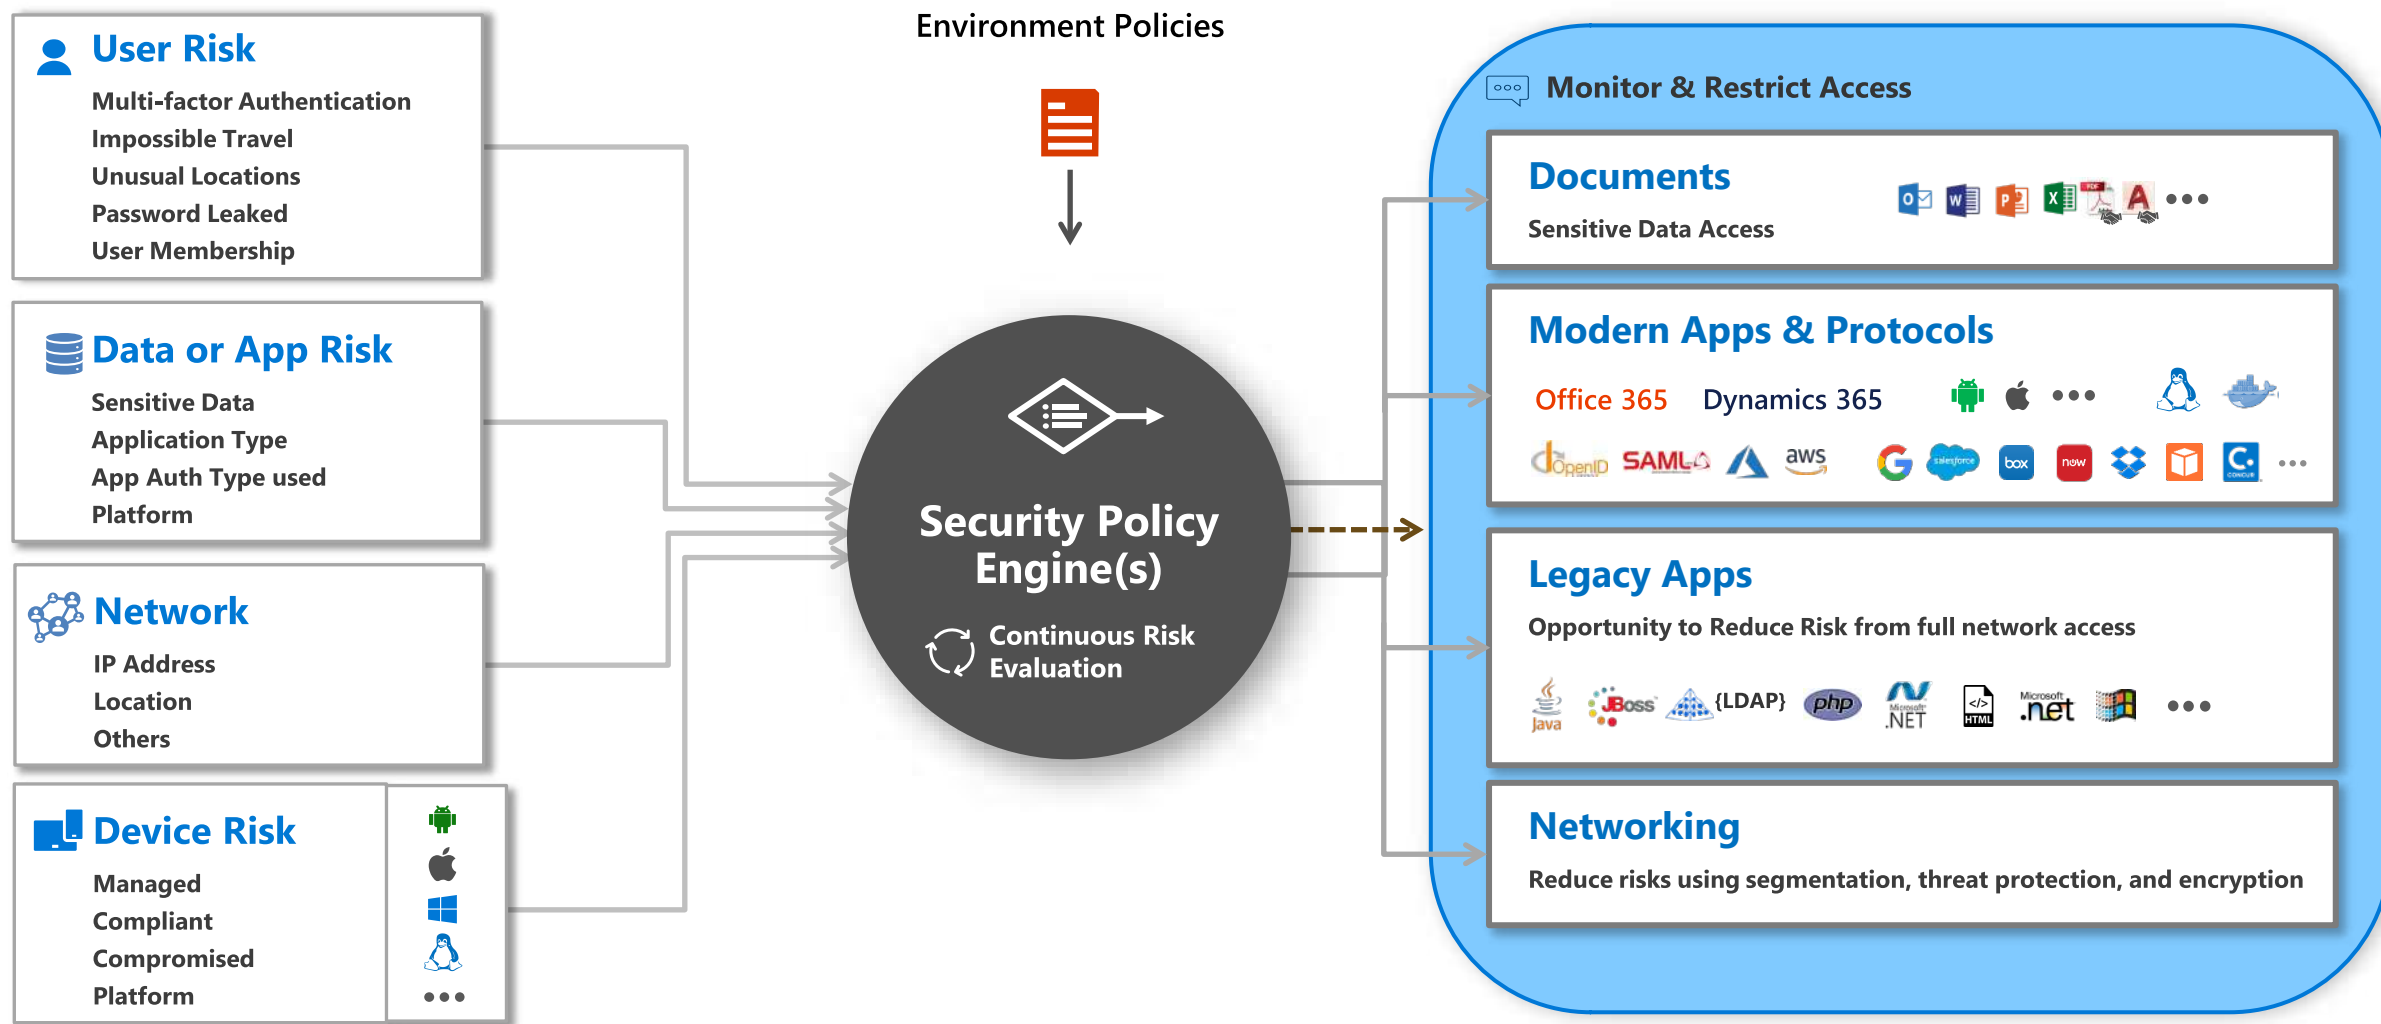 User Risk
Multi-factor Authentication
Impossible Travel
Unusual Locations
Password Leaked
User Membership
Data or App Risk
Sensitive Data
Application Type
App Auth Type used
Platform
Network
IP Address
Location
Others
Device Risk
Managed
Compliant
Compromised
Platform
Environment Policies
Security Policy
Engine(s)
Continuous Risk
Evaluation
Monitor & Restrict Access
Documents
Sensitive Data Access
Modern Apps & Protocols
Office 365 Dynamics 365
OpenID SAML aws salesforce box now C. CONCUR
Legacy Apps
Opportunity to Reduce Risk from full network access
Java JBoss {LDAP} php Microsoft .NET </> HTML Microsoft .net
Networking
Reduce risks using segmentation, threat protection, and encryption